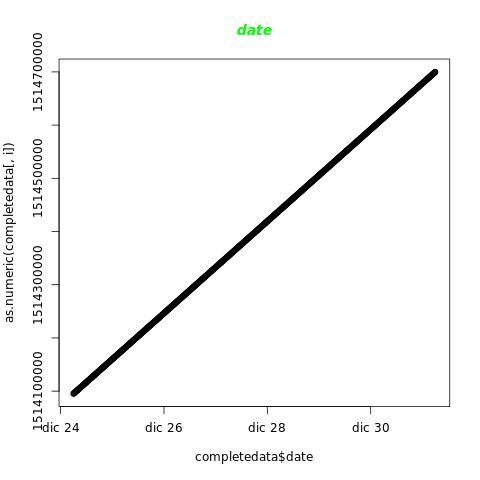 date
as.numeric(completedata[, i])
1514700000
1514500000
1514300000
1514100000
dic 24
dic 26
dic 28
dic 30
completedata$date